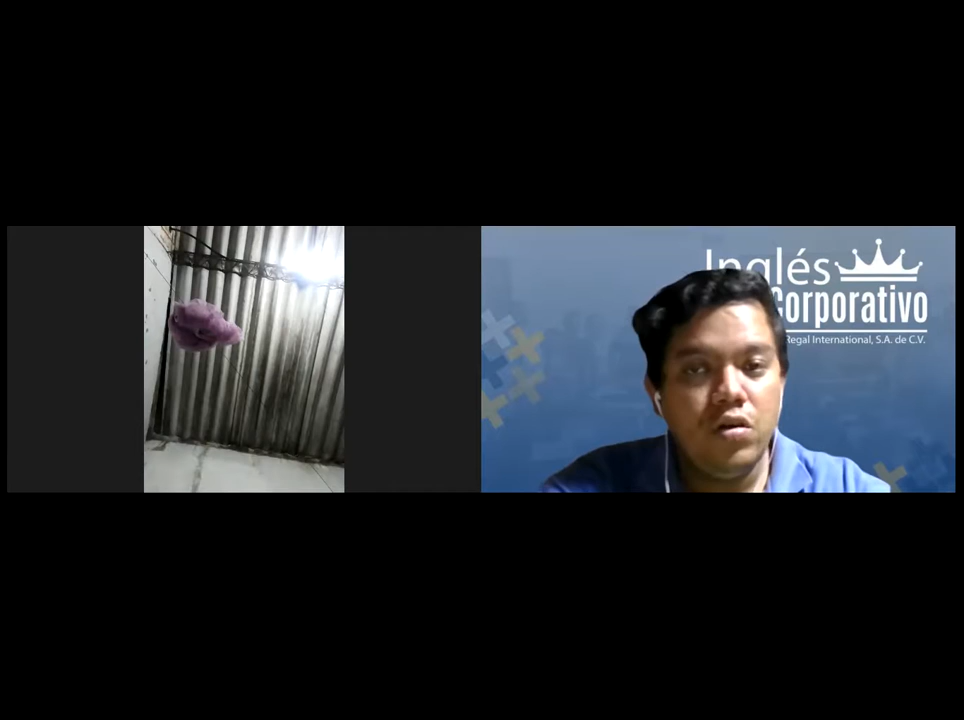 Inglés
Corporativo
Regal International, S.A. de C.V.